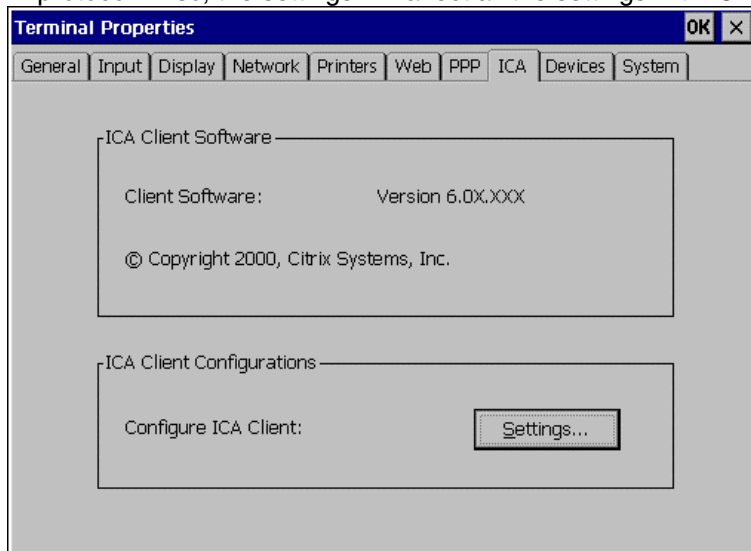 Terminal Properties OK ×
General Input Display Network Printers Web PPP ICA Devices System
ICA Client Software
Client Software: Version 6.0X.XXX
© Copyright 2000, Citrix Systems, Inc.
ICA Client Configurations
Configure ICA Client: Settings...